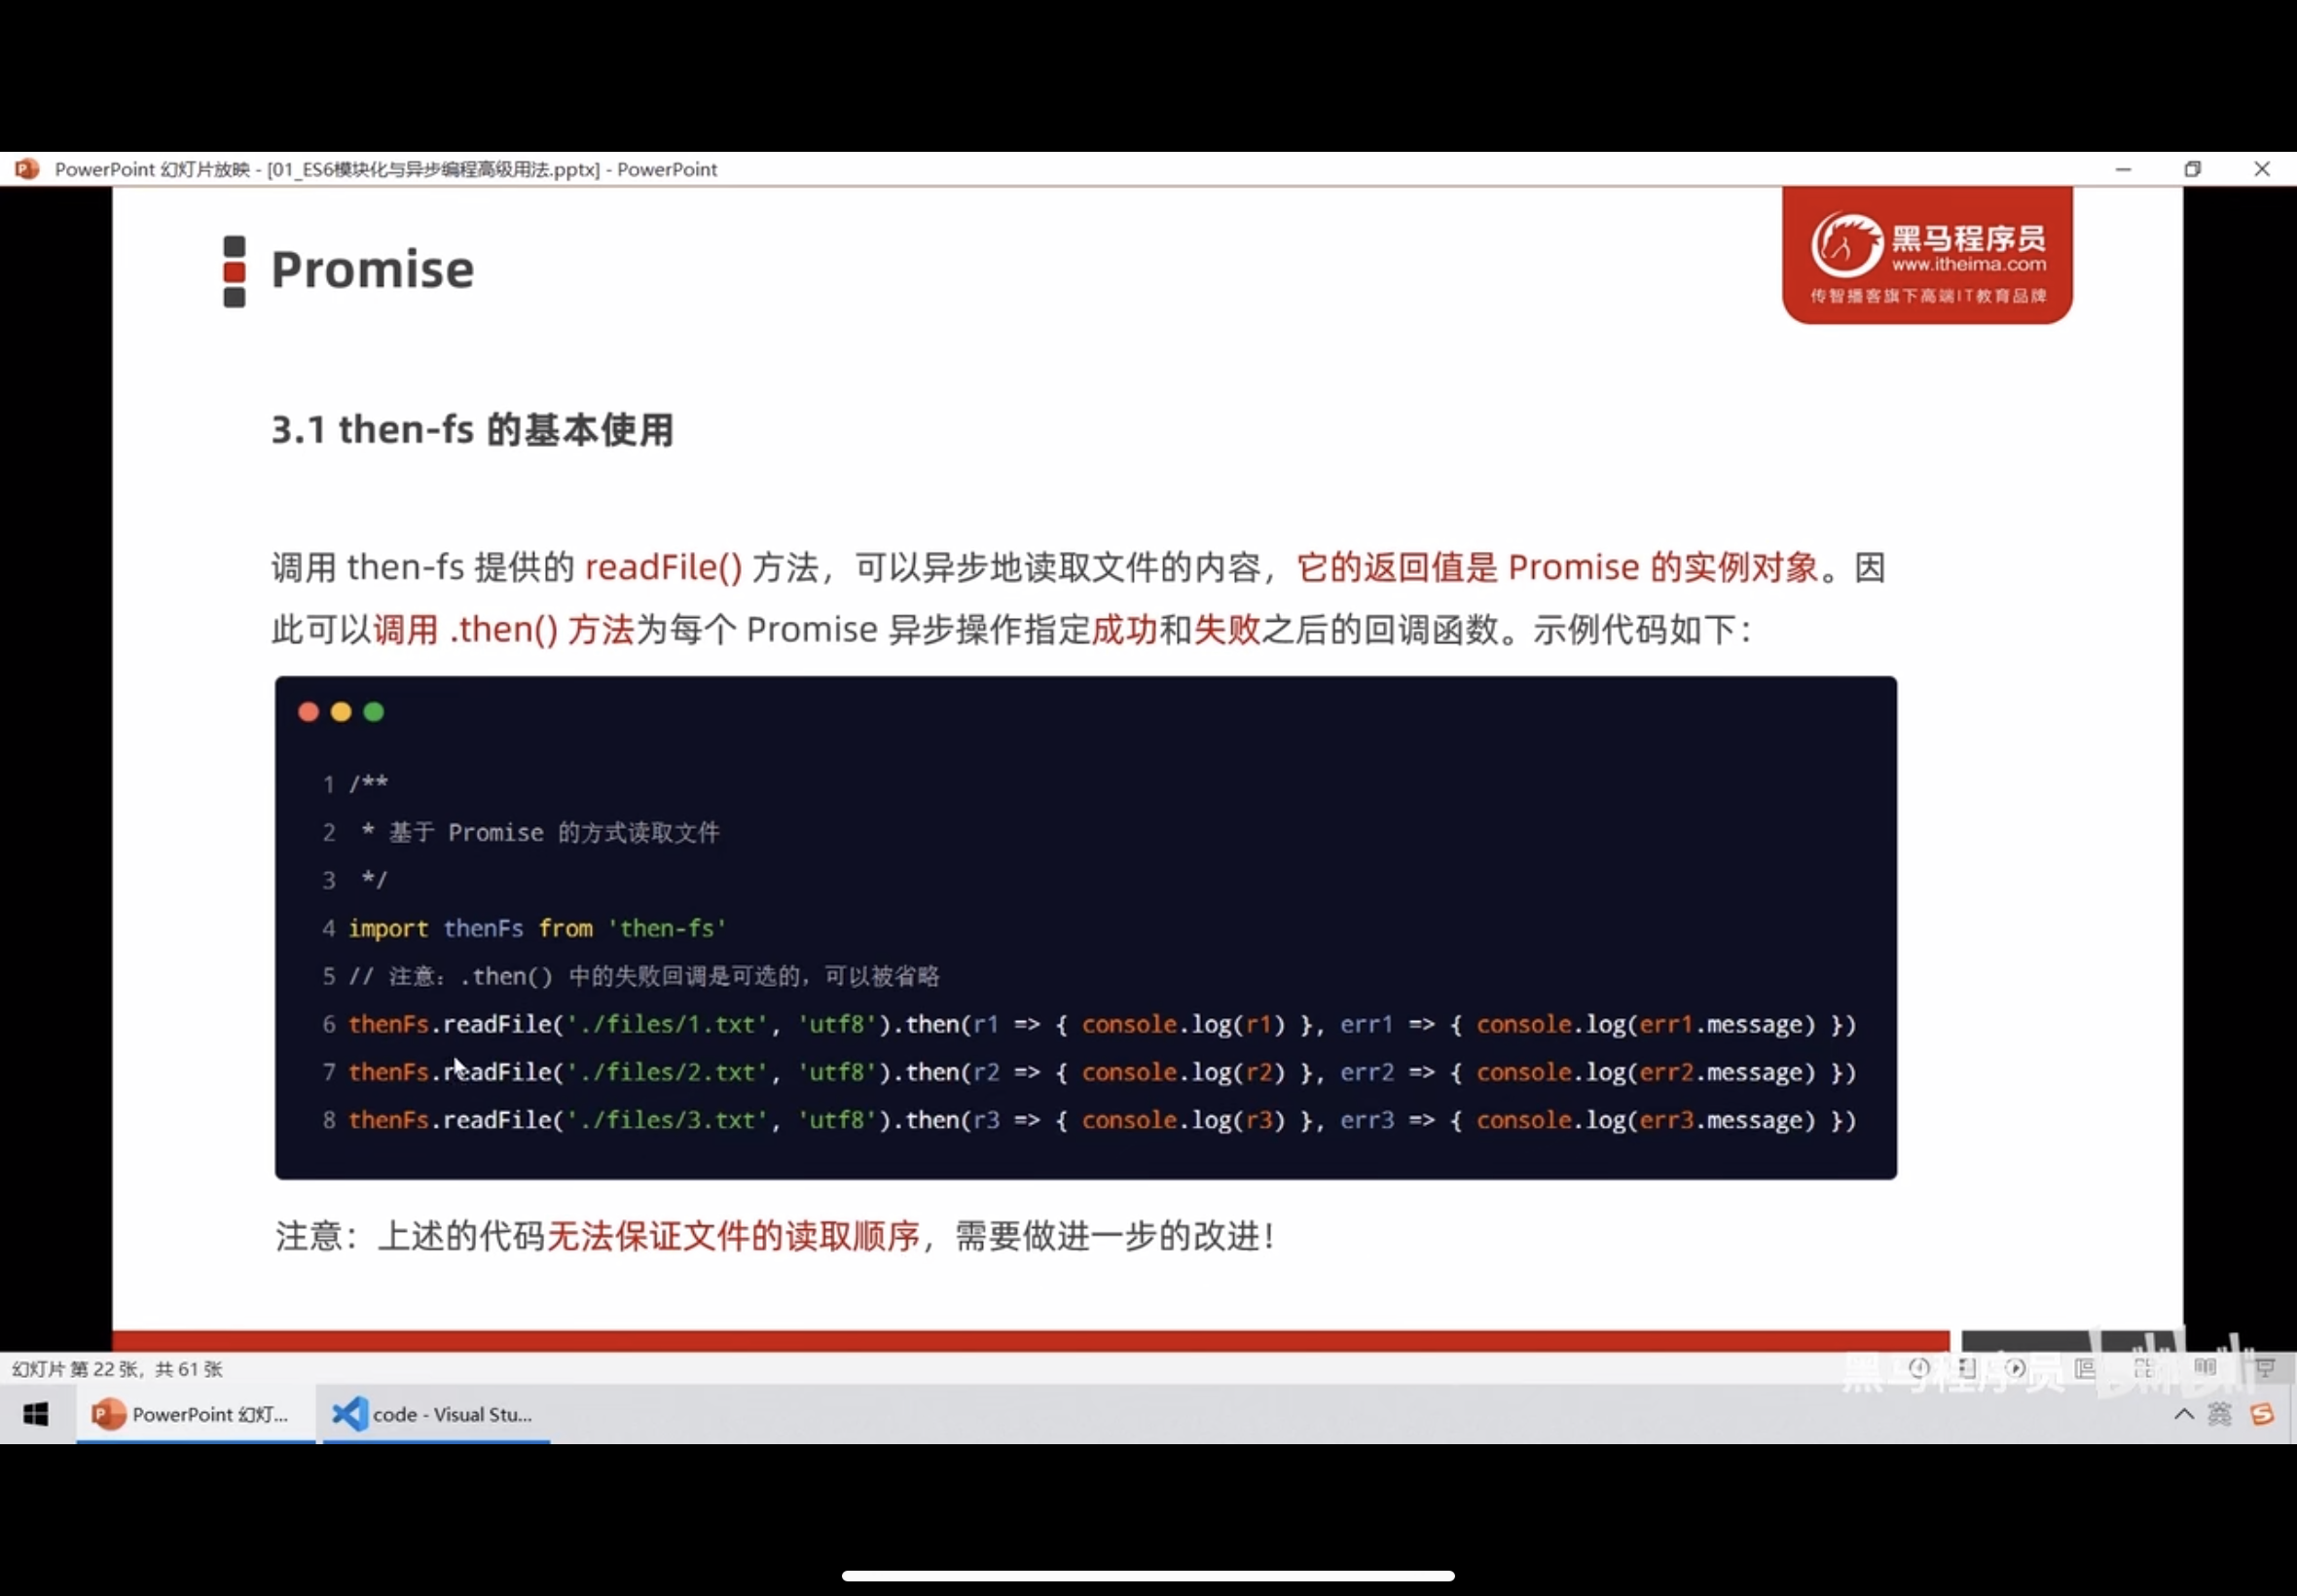 PowerPoint 幻灯片放映 - [01_ES6模块化与异步编程高级用法.pptx] - PowerPoint
Promise
黑马程序员
www.itheima.com
传智播客旗下高端IT教育品牌
3.1 then-fs 的基本使用
调用 then-fs 提供的 readFile() 方法，可以异步地读取文件的内容，它的返回值是 Promise 的实例对象。因
此可以调用 .then() 方法为每个 Promise 异步操作指定成功和失败之后的回调函数。示例代码如下：
1 /**
2  * 基于 Promise 的方式读取文件
3  */
4 import thenFs from 'then-fs'
5 // 注意：.then() 中的失败回调是可选的，可以被省略
6 thenFs.readFile('./files/1.txt', 'utf8').then(r1 => { console.log(r1) }, err1 => { console.log(err1.message) })
7 thenFs.readFile('./files/2.txt', 'utf8').then(r2 => { console.log(r2) }, err2 => { console.log(err2.message) })
8 thenFs.readFile('./files/3.txt', 'utf8').then(r3 => { console.log(r3) }, err3 => { console.log(err3.message) })
注意：上述的代码无法保证文件的读取顺序，需要做进一步的改进！
幻灯片 第 22 张，共 61 张
黑马程序员 bilibili
PowerPoint 幻灯...
code - Visual Stu...
英